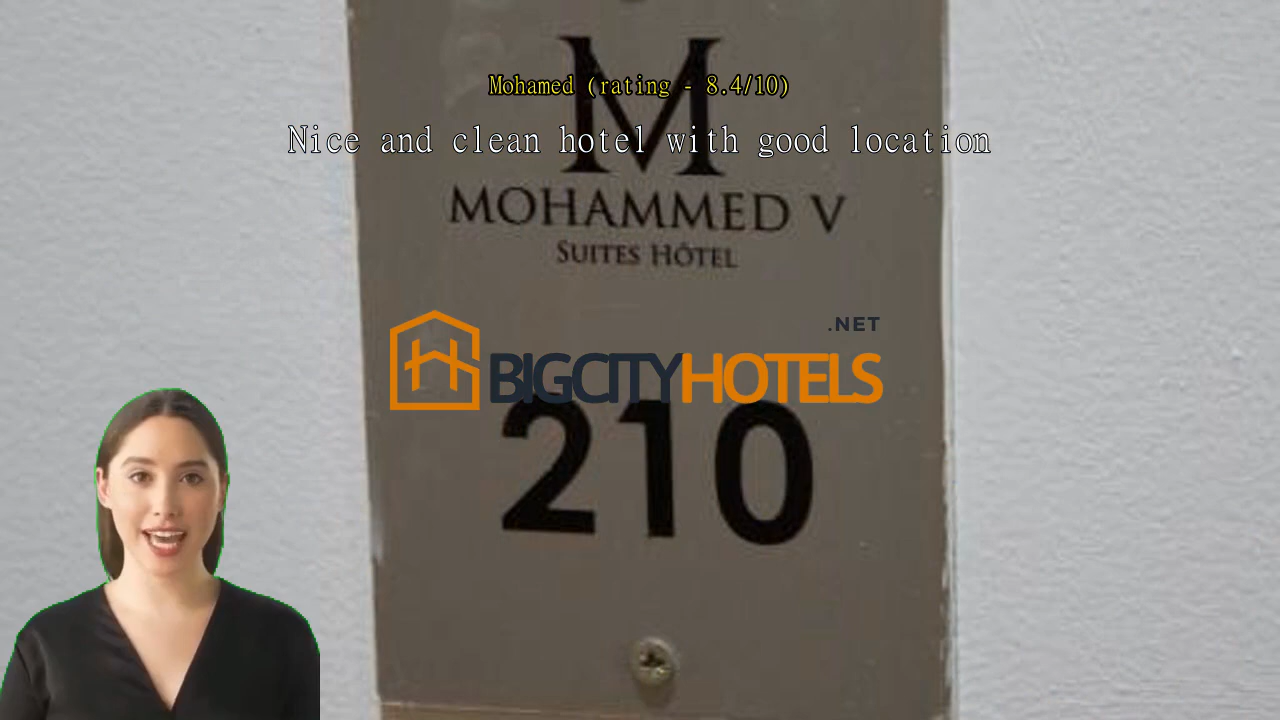 M
Mohamed (rating - 8.4/10)
Nice and clean hotel with good location
MOHAMMED V
SUITES HÔTEL
.NET
BIGCITYHOTELS
210